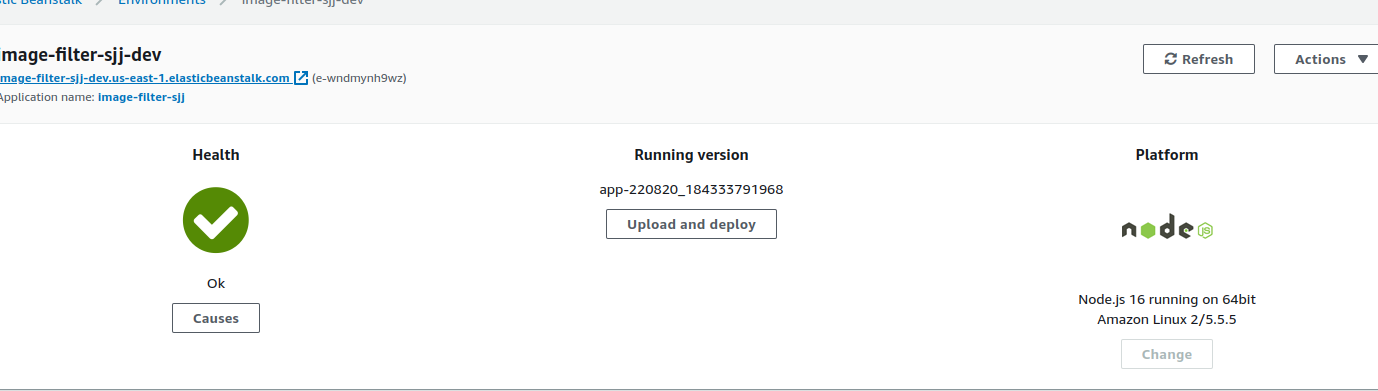 stic Beanstalk > Environments > image-filter-sjj-dev
image-filter-sjj-dev
Refresh
Actions
image-filter-sjj-dev.us-east-1.elasticbeanstalk.com (e-wndmynh9wz)
Application name: image-filter-sjj
Health
Running version
Platform
app-220820_184333791968
Upload and deploy
node JS
Ok
Causes
Node.js 16 running on 64bit
Amazon Linux 2/5.5.5
Change